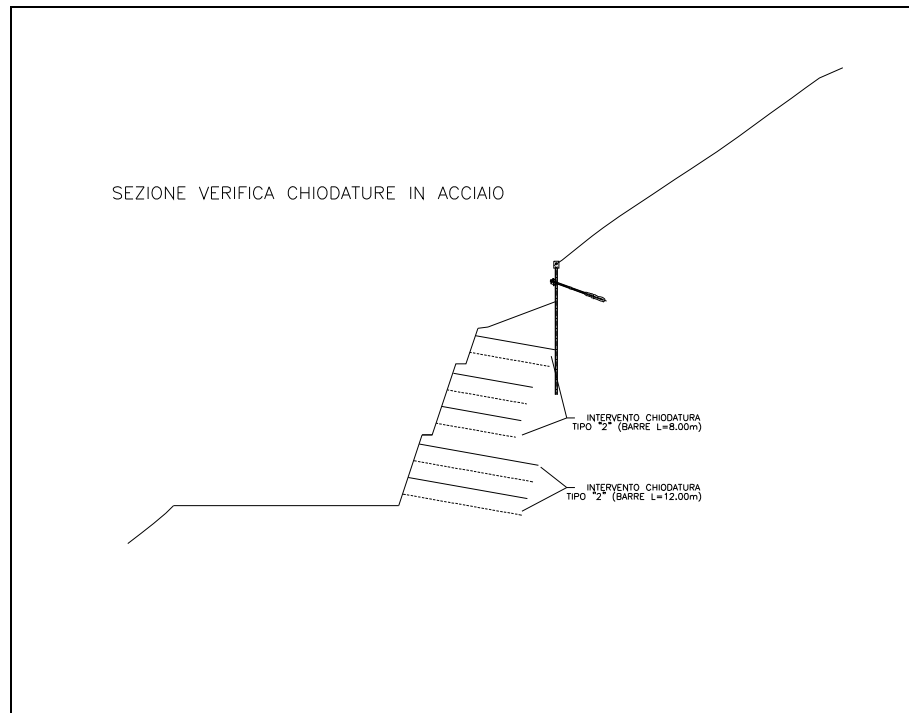 SEZIONE VERIFICA CHIODATURE IN ACCIAIO
INTERVENTO CHIODATURA
TIPO "2" (BARRE L=8.00m)
INTERVENTO CHIODATURA
TIPO "2" (BARRE L=12.00m)